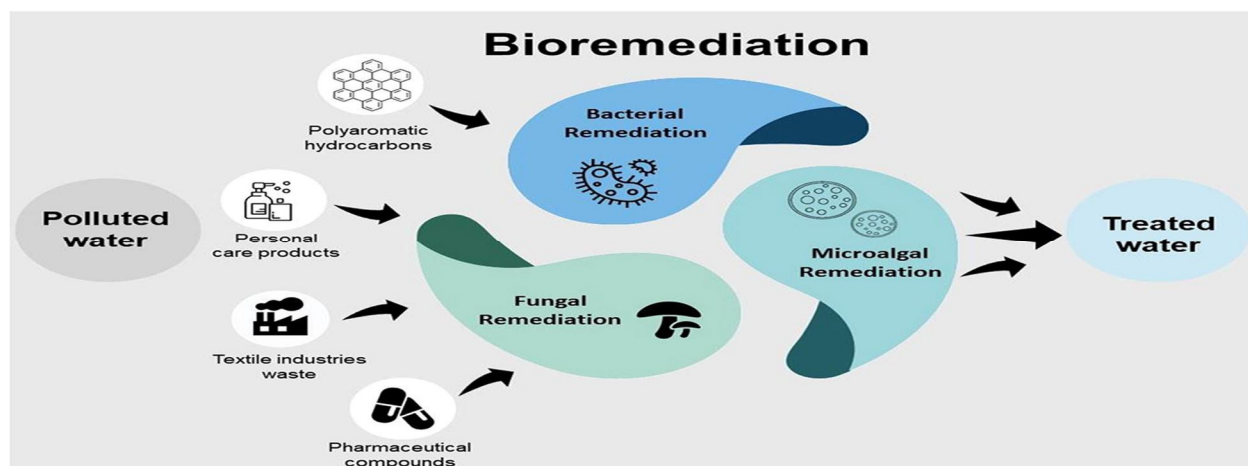 Bioremediation
Polyaromatic
hydrocarbons
Bacterial
Remediation
Polluted
water
Personal
care products
Microalgal
Remediation
Treated
water
Fungal
Remediation
Textile industries
waste
Pharmaceutical
compounds